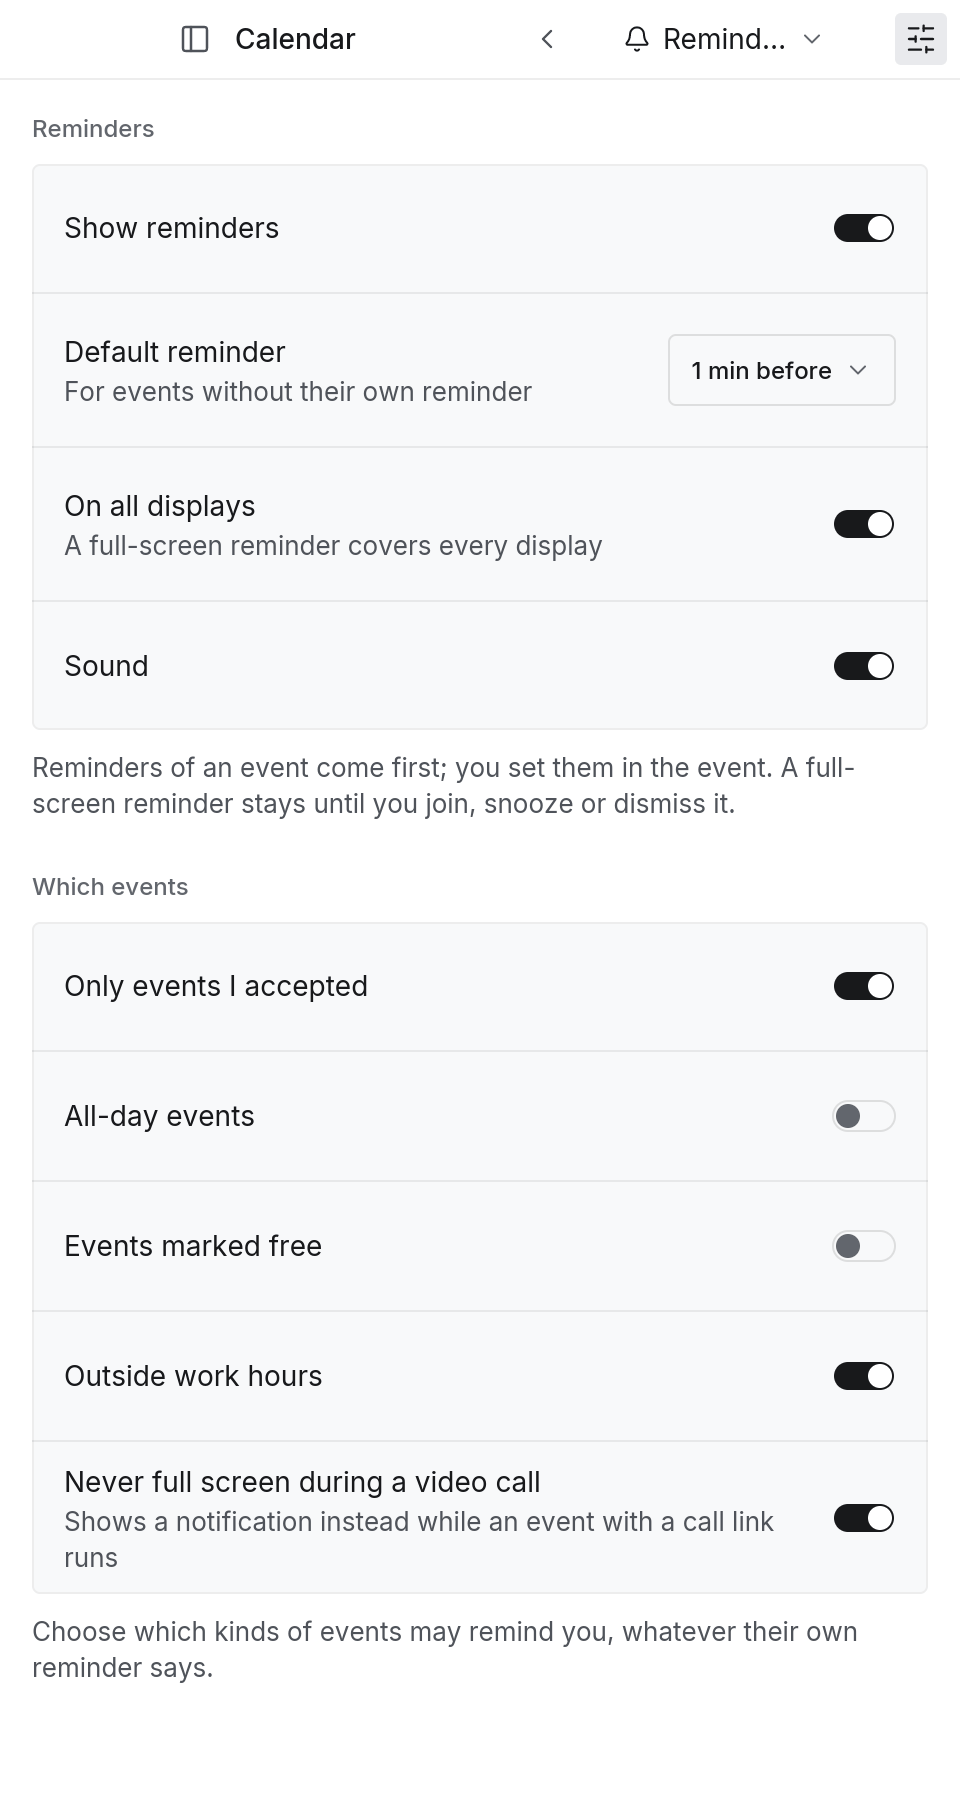 Calendar
Remind...
Reminders
Show reminders
Default reminder
For events without their own reminder
1 min before
On all displays
A full-screen reminder covers every display
Sound
Reminders of an event come first; you set them in the event. A full-
screen reminder stays until you join, snooze or dismiss it.
Which events
Only events I accepted
All-day events
Events marked free
Outside work hours
Never full screen during a video call
Shows a notification instead while an event with a call link
runs
Choose which kinds of events may remind you, whatever their own
reminder says.